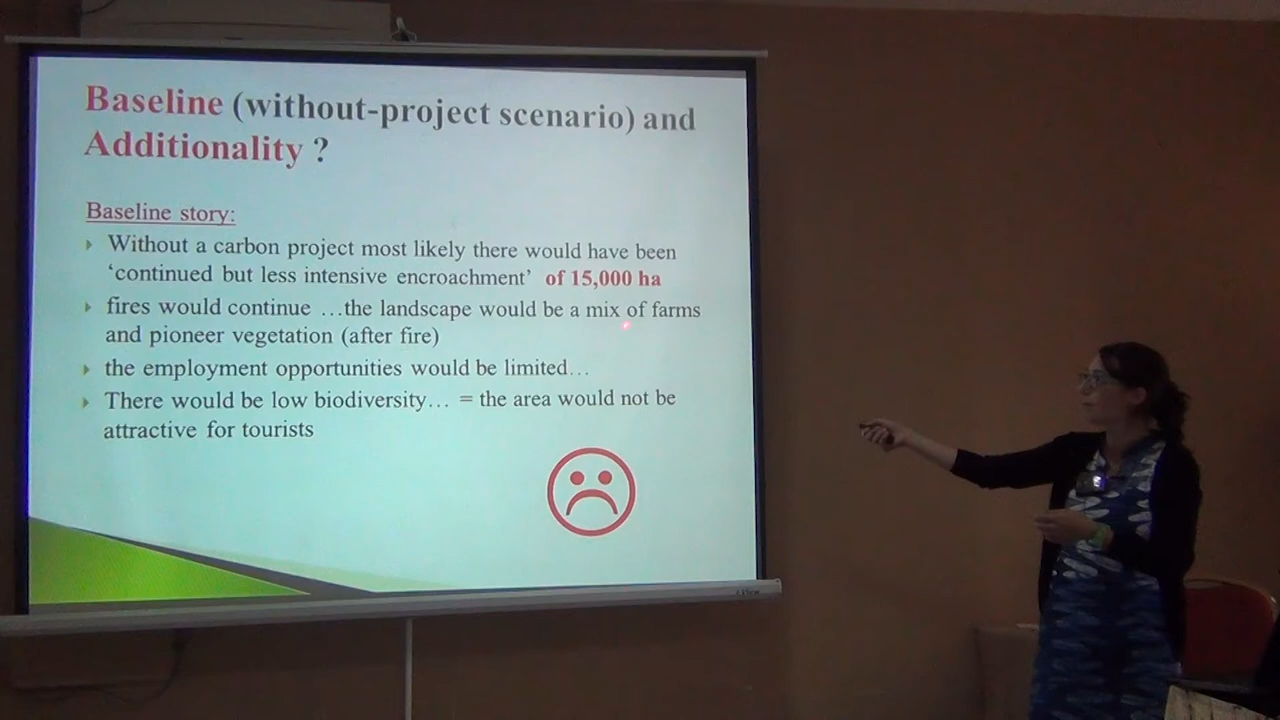 Baseline (without-project scenario) and
Additionality ?
Baseline story:
Without a carbon project most likely there would have been
‘continued but less intensive encroachment’ of 15,000 ha
fires would continue …the landscape would be a mix of farms
and pioneer vegetation (after fire)
the employment opportunities would be limited…
There would be low biodiversity… = the area would not be
attractive for tourists